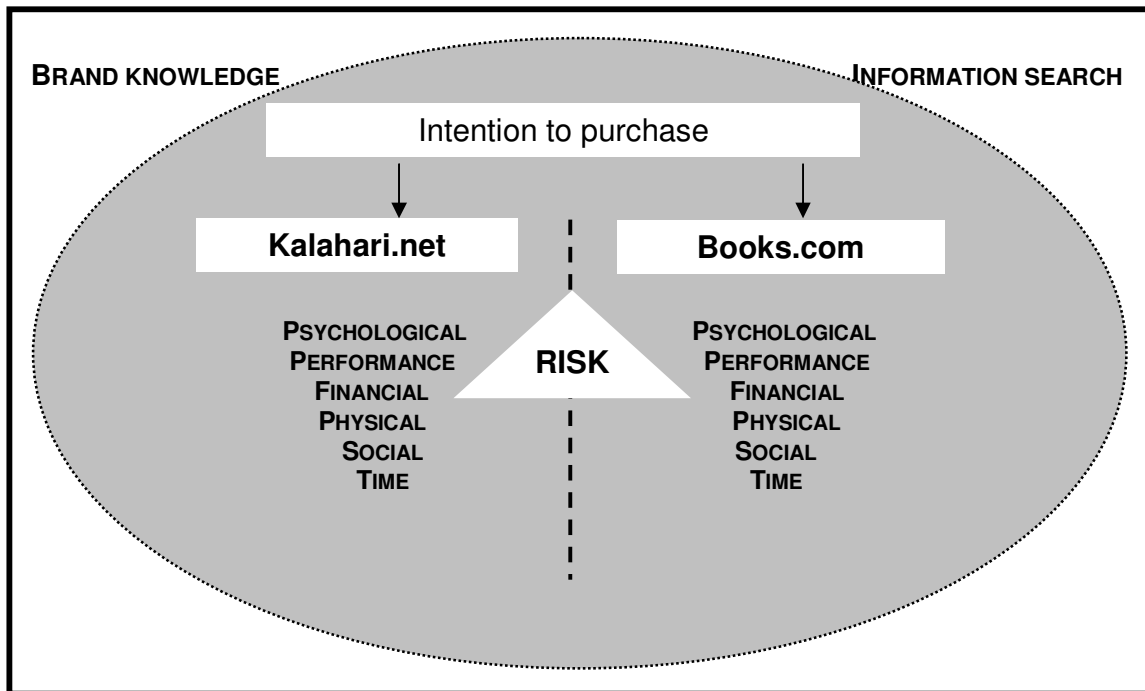 BRAND KNOWLEDGE
INFORMATION SEARCH
Intention to purchase
Kalahari.net
Books.com
PSYCHOLOGICAL
PERFORMANCE
FINANCIAL
PHYSICAL
SOCIAL
TIME
RISK
PSYCHOLOGICAL
PERFORMANCE
FINANCIAL
PHYSICAL
SOCIAL
TIME